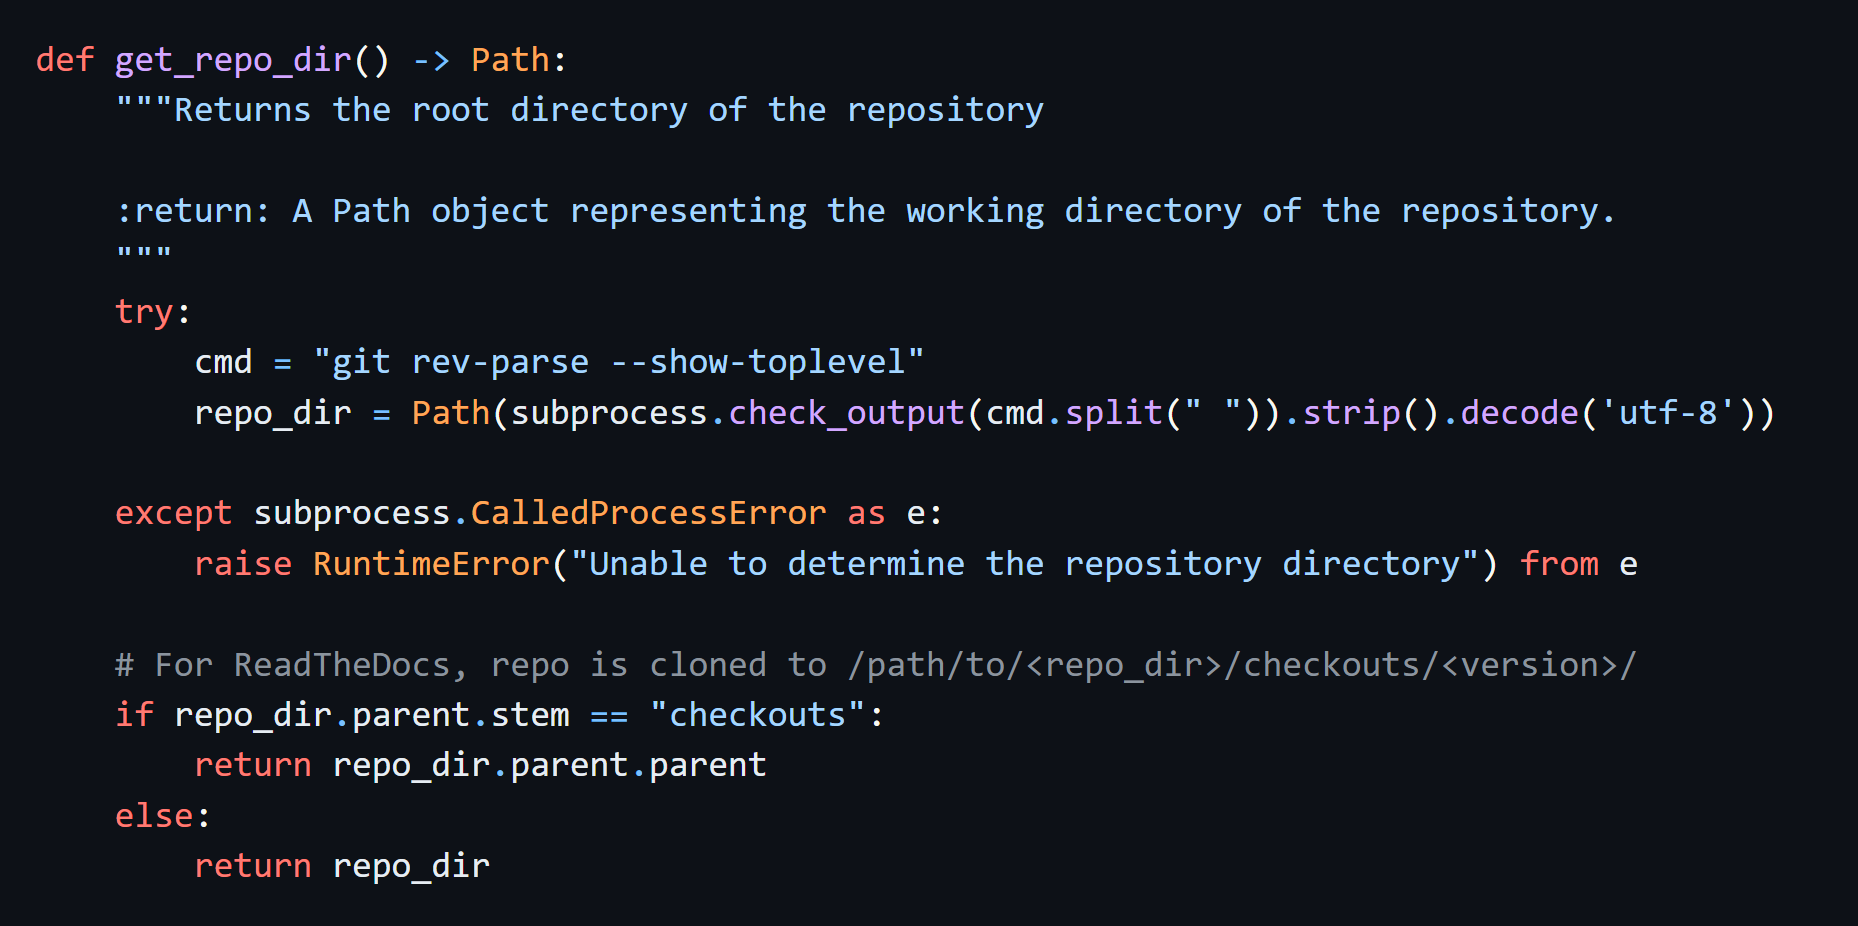 def get_repo_dir() -> Path:
    """Returns the root directory of the repository

    :return: A Path object representing the working directory of the repository.
    """
    try:
        cmd = "git rev-parse --show-toplevel"
        repo_dir = Path(subprocess.check_output(cmd.split(" ")).strip().decode('utf-8'))

    except subprocess.CalledProcessError as e:
        raise RuntimeError("Unable to determine the repository directory") from e

    # For ReadTheDocs, repo is cloned to /path/to/<repo_dir>/checkouts/<version>/
    if repo_dir.parent.stem == "checkouts":
        return repo_dir.parent.parent
    else:
        return repo_dir